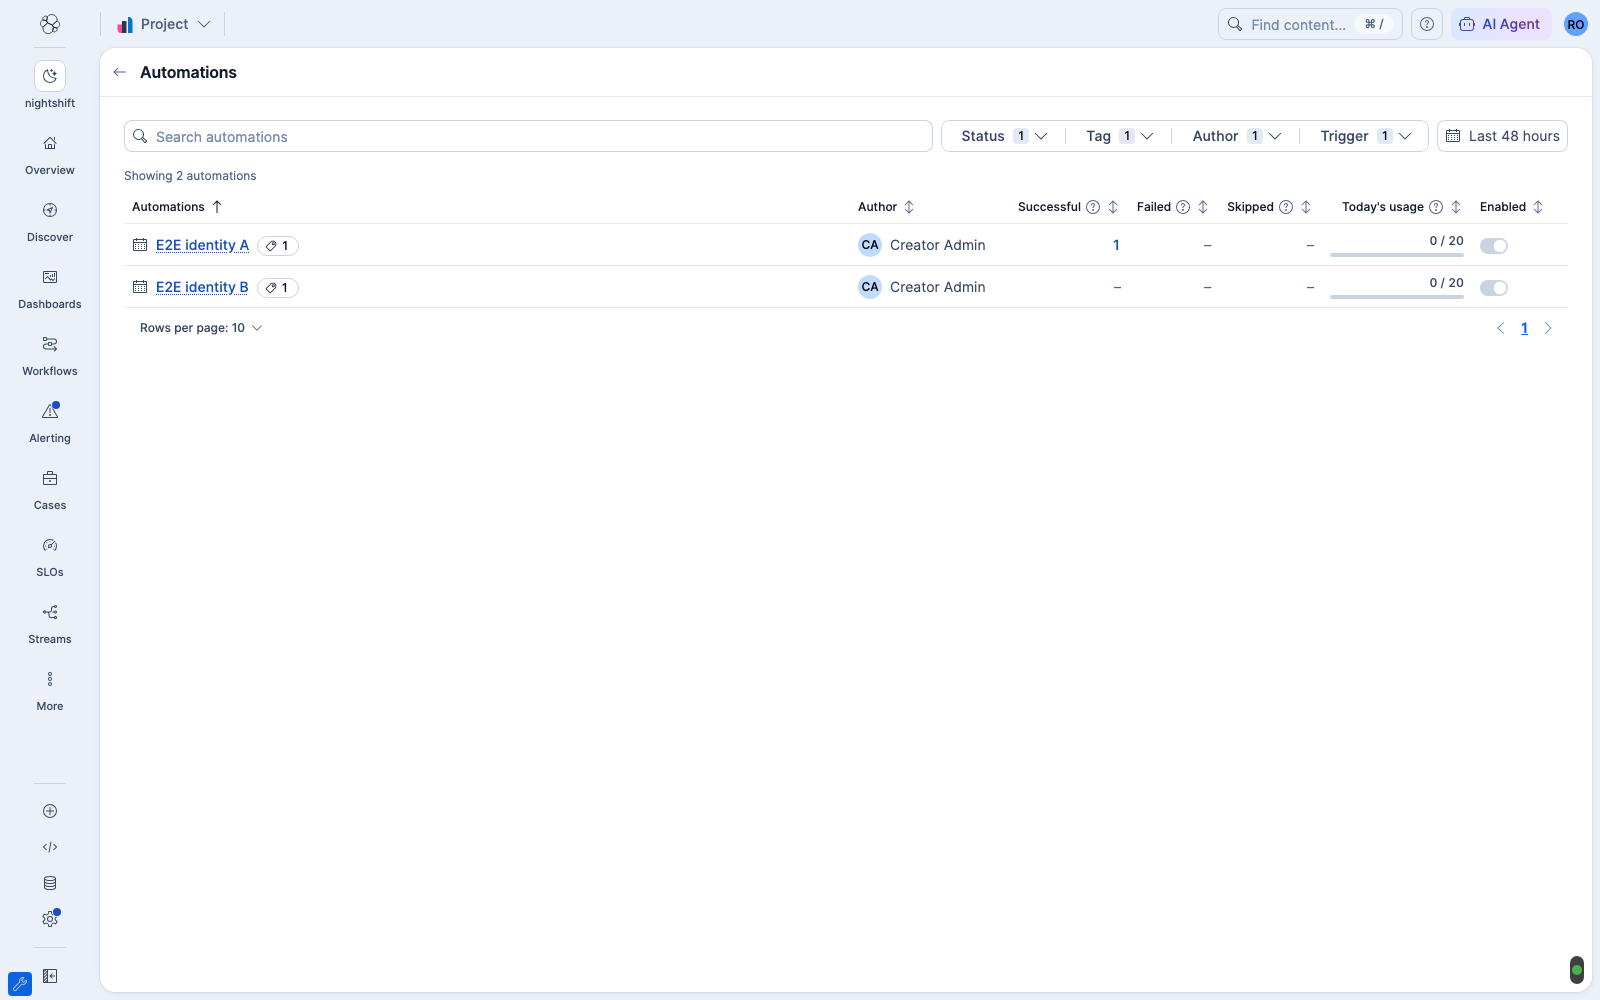 Project
Find content...
⌘ /
AI Agent
RO
nightshift
Overview
Discover
Dashboards
Workflows
Alerting
Cases
SLOs
Streams
More
Automations
Search automations
Status 1
Tag 1
Author 1
Trigger 1
Last 48 hours
Showing 2 automations
Automations Author Successful Failed Skipped Today's usage Enabled
E2E identity A 1 CA Creator Admin 1 – – 0 / 20
E2E identity B 1 CA Creator Admin – – – 0 / 20
Rows per page: 10
1